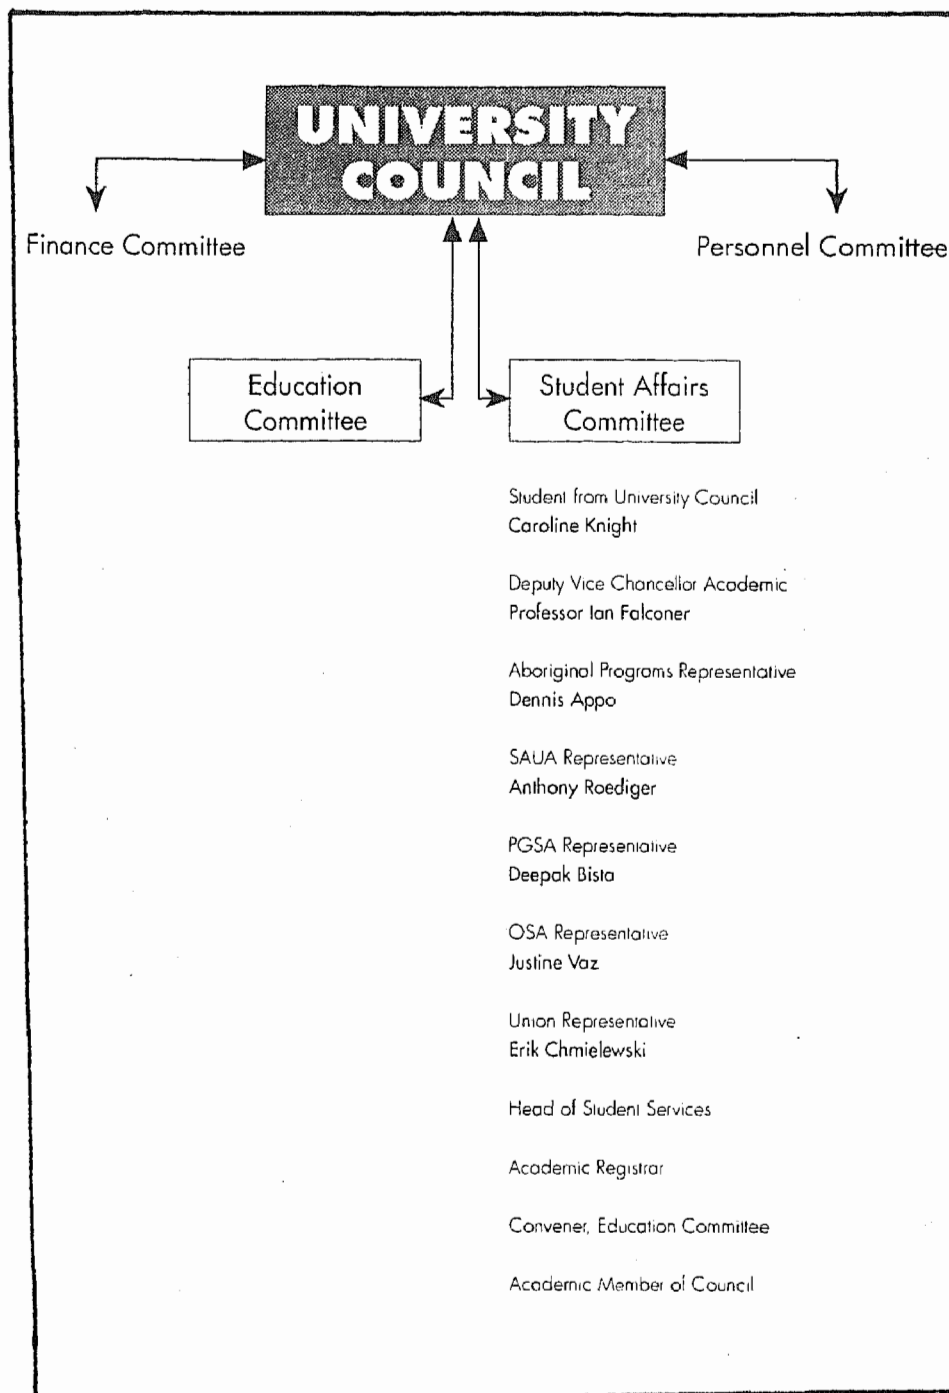 UNIVERSITY
COUNCIL
Finance Committee
Personnel Committee
Education
Committee
Student Affairs
Committee
Student from University Council
Caroline Knight
Deputy Vice Chancellor Academic
Professor Ian Falconer
Aboriginal Programs Representative
Dennis Appo
SAUA Representative
Anthony Roediger
PGSA Representative
Deepak Bista
OSA Representative
Justine Vaz
Union Representative
Erik Chmielewski
Head of Student Services
Academic Registrar
Convener, Education Committee
Academic Member of Council